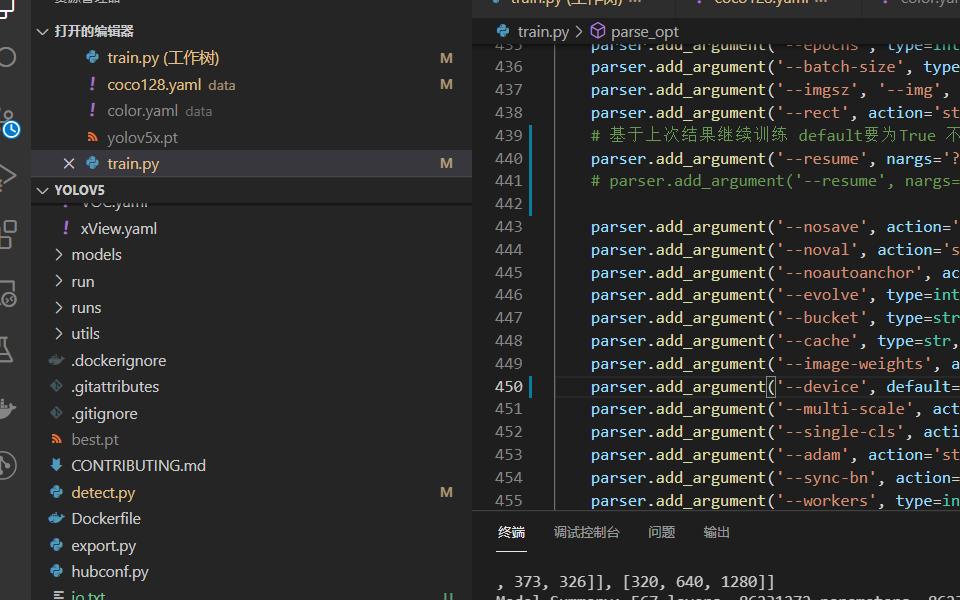 资源管理器
打开的编辑器
train.py (工作树) M
! coco128.yaml data M
! color.yaml data
yolov5x.pt
× train.py M
YOLOV5
! VOC.yaml
! xView.yaml
> models
> run
> runs
> utils
.dockerignore
.gitattributes
.gitignore
best.pt
CONTRIBUTING.md
detect.py M
Dockerfile
export.py
hubconf.py
io.txt U
train.py (工作树) ! coco128.yaml M ! color.yaml
train.py > parse_opt
435 parser.add_argument('--epochs', type=int
436 parser.add_argument('--batch-size', type
437 parser.add_argument('--imgsz', '--img',
438 parser.add_argument('--rect', action='st
439 # 基于上次结果继续训练 default要为True 不
440 parser.add_argument('--resume', nargs='?
441 # parser.add_argument('--resume', nargs=
442
443 parser.add_argument('--nosave', action='
444 parser.add_argument('--noval', action='s
445 parser.add_argument('--noautoanchor', ac
446 parser.add_argument('--evolve', type=int
447 parser.add_argument('--bucket', type=str
448 parser.add_argument('--cache', type=str,
449 parser.add_argument('--image-weights', a
450 parser.add_argument('--device', default=
451 parser.add_argument('--multi-scale', act
452 parser.add_argument('--single-cls', acti
453 parser.add_argument('--adam', action='st
454 parser.add_argument('--sync-bn', action=
455 parser.add_argument('--workers', type=in
终端 调试控制台 问题 输出
, 373, 326]], [320, 640, 1280]]
Model Summary: 567 layers, 86231272 parameters, 8623